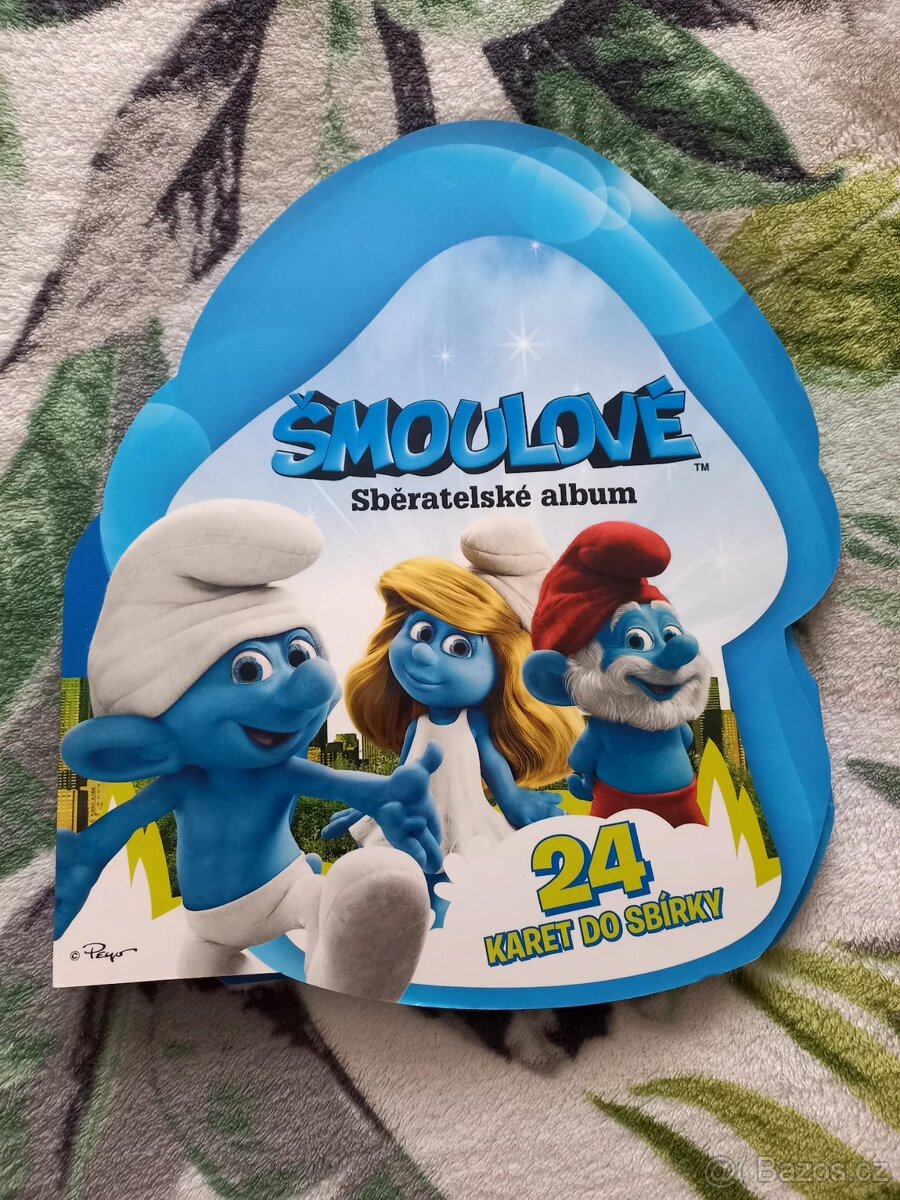 ŠMOULOVÉ
TM
Sběratelské album
24
KARET DO SBÍRKY
© Peyo
Bazos.cz